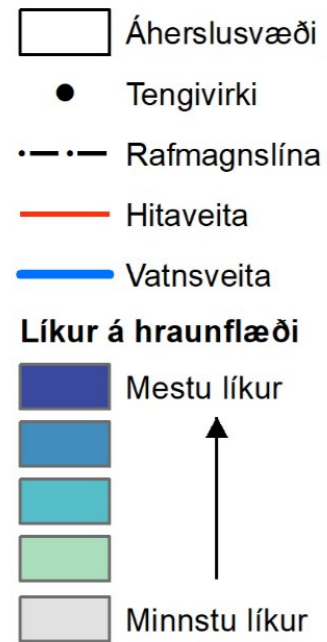 Áherslusvæði
Tengivirki
Rafmagnslína
Hitaveita
Vatnsveita
Líkur á hraunflæði
Mestu líkur
Minnstu líkur